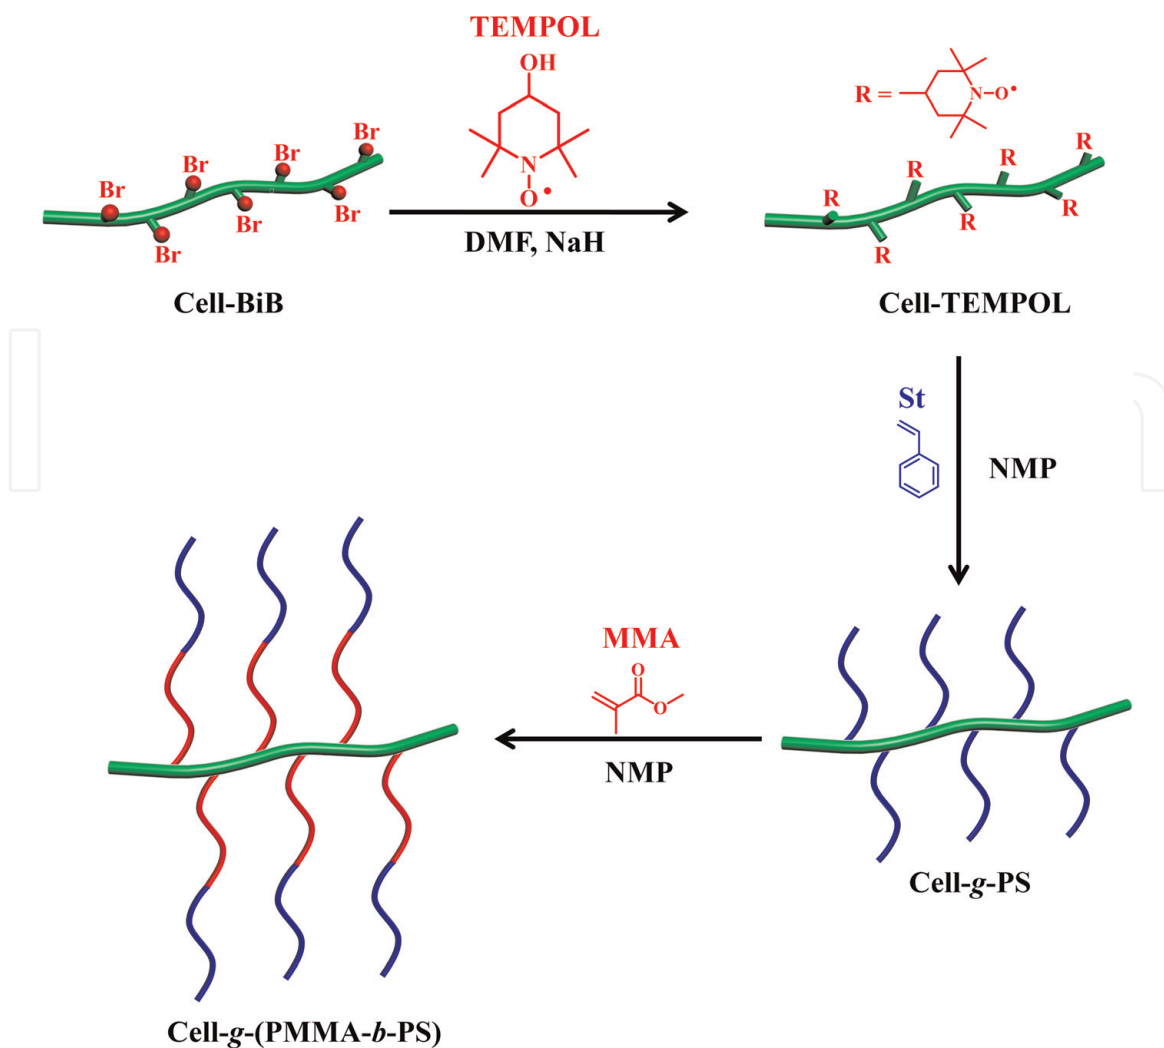 TEMPOL
OH
N
O•
Br
Br
Br
Br
Br
Br
Br
Br
DMF, NaH
Cell-BiB
R =
N–O•
R
R
R
R
R
R
R
R
Cell-TEMPOL
St
NMP
MMA
O
O
NMP
Cell-g-PS
Cell-g-(PMMA-b-PS)